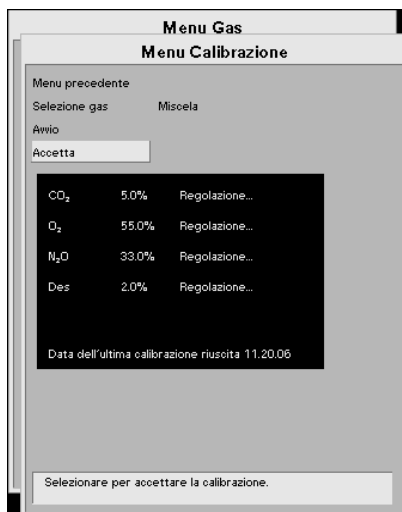 Menu Gas
Menu Calibrazione
Menu precedente
Selezione gas Miscela
Avvio
Accetta
CO₂ 5.0% Regolazione...
O₂ 55.0% Regolazione...
N₂O 33.0% Regolazione...
Des 2.0% Regolazione...
Data dell'ultima calibrazione riuscita 11.20.06
Selezionare per accettare la calibrazione.